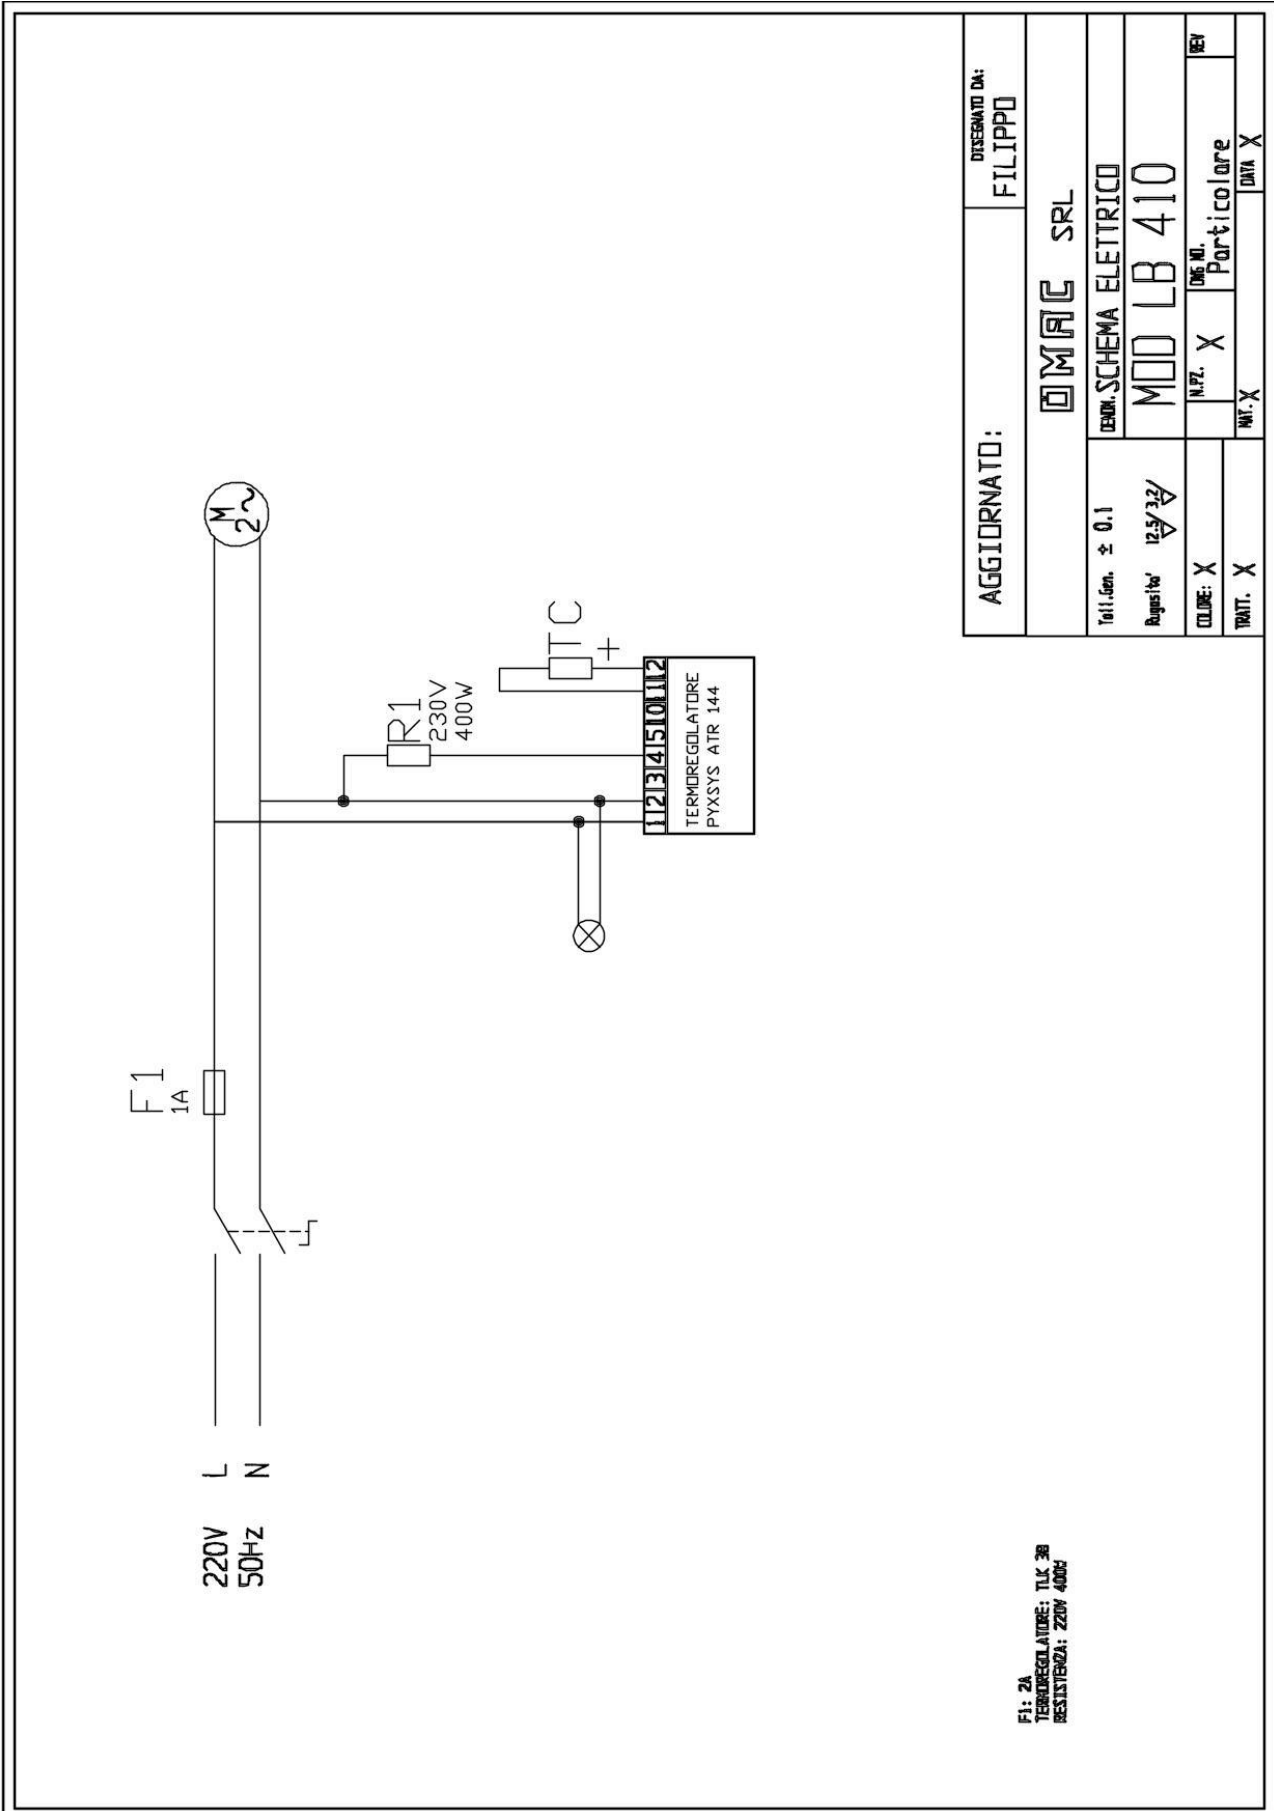 220V L
50Hz N
F1
1A
M
2~
R1
230V
400W
TC
+
1 2 3 4 5 10 11 12
TERMOREGOLATORE
PYXSYS ATR 144
F1: 2A
TERMOREGOLATORE: TLK 38
RESISTENZA: 220V 400W
AGGIORNATO:
DISEGNATO DA:
FILIPPO
OMAC SRL
Toll.Gen. ± 0.1
DENOM. SCHEMA ELETTRICO
Rugosita' 12.5/ 3.2/
MOD LB 410
COLORE: X
N.PZ. X
DWG NO.
Particolare
REV
TRATT. X
MAT. X
DATA X